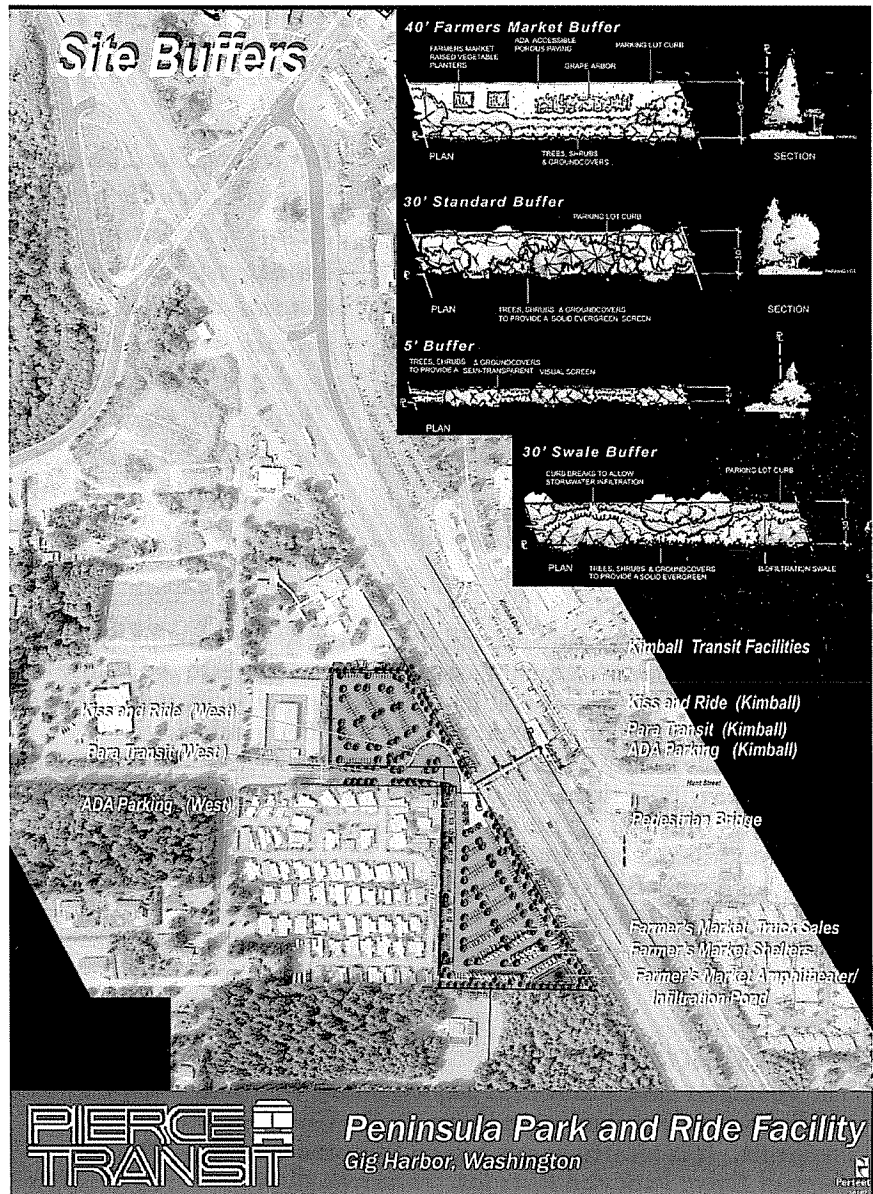 Site Buffers
40' Farmers Market Buffer
FARMERS MARKET
RAISED VEGETABLE
PLANTERS
ADA ACCESSIBLE
POROUS PAVING
GRAPE ARBOR
PARKING LOT CURB
PLAN
TREES, SHRUBS
& GROUNDCOVERS
SECTION
30' Standard Buffer
PARKING LOT CURB
PLAN
TREES, SHRUBS & GROUNDCOVERS
TO PROVIDE A SOLID EVERGREEN SCREEN
SECTION
5' Buffer
TREES, SHRUBS & GROUNDCOVERS
TO PROVIDE A SEMI-TRANSPARENT VISUAL SCREEN
PLAN
30' Swale Buffer
CURB BREAKS TO ALLOW
STORMWATER INFILTRATION
PARKING LOT CURB
PLAN
TREES, SHRUBS & GROUNDCOVERS
TO PROVIDE A SOLID EVERGREEN
BIOFILTRATION SWALE
Kimball Transit Facilities
Kiss and Ride (West)
Kiss and Ride (Kimball)
Para Transit (West)
Para Transit (Kimball)
ADA Parking (Kimball)
Hunt Street
ADA Parking (West)
Pedestrian Bridge
Farmer's Market Truck Sales
Farmer's Market Shelters
Farmer's Market Amphitheater/
Infiltration Pond
PIERCE
TRANSIT
Peninsula Park and Ride Facility
Gig Harbor, Washington